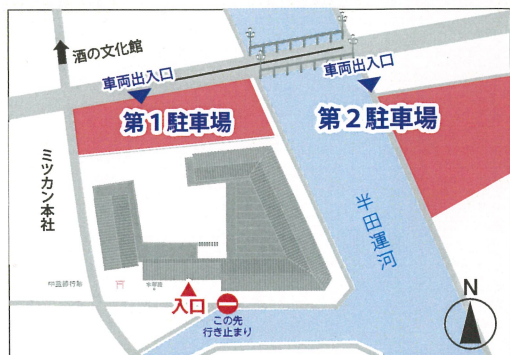 酒の文化館
車両出入口
車両出入口
第1駐車場
第2駐車場
ミツカン本社
半田運河
入口
この先
行き止まり
N